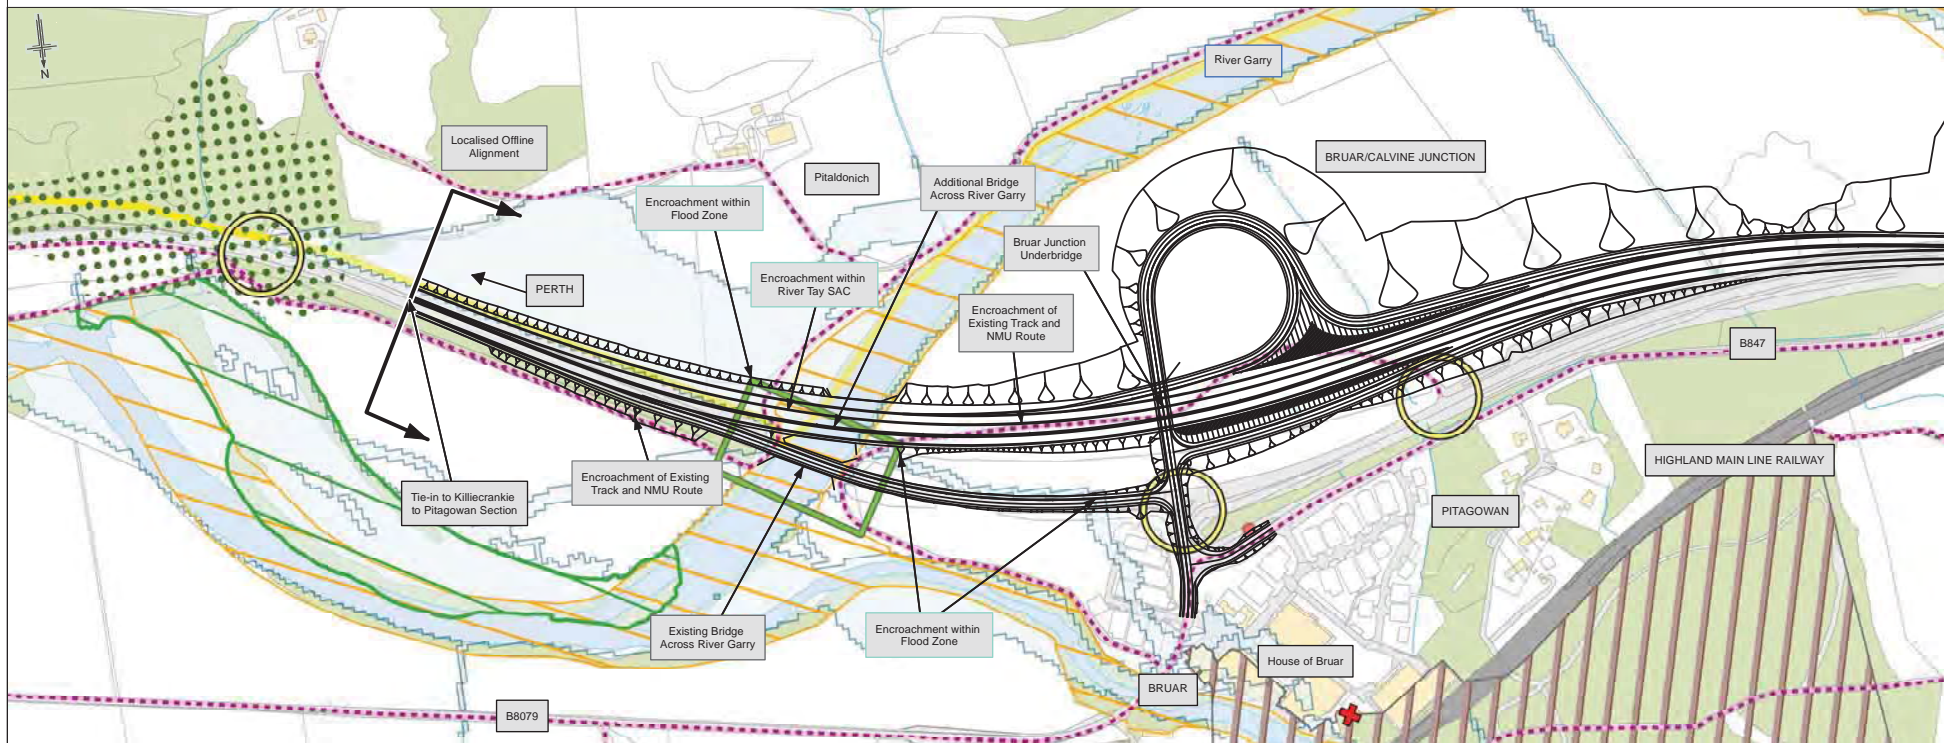 N
River Garry
Localised Offline
Alignment
BRUAR/CALVINE JUNCTION
Pitaldonich
Additional Bridge
Across River Garry
Encroachment within
Flood Zone
Bruar Junction
Underbridge
Encroachment within
River Tay SAC
PERTH
Encroachment of
Existing Track and
NMU Route
B847
HIGHLAND MAIN LINE RAILWAY
Encroachment of Existing
Track and NMU Route
Tie-in to Killiecrankie
to Pitagowan Section
PITAGOWAN
Existing Bridge
Across River Garry
Encroachment within
Flood Zone
House of Bruar
BRUAR
B8079